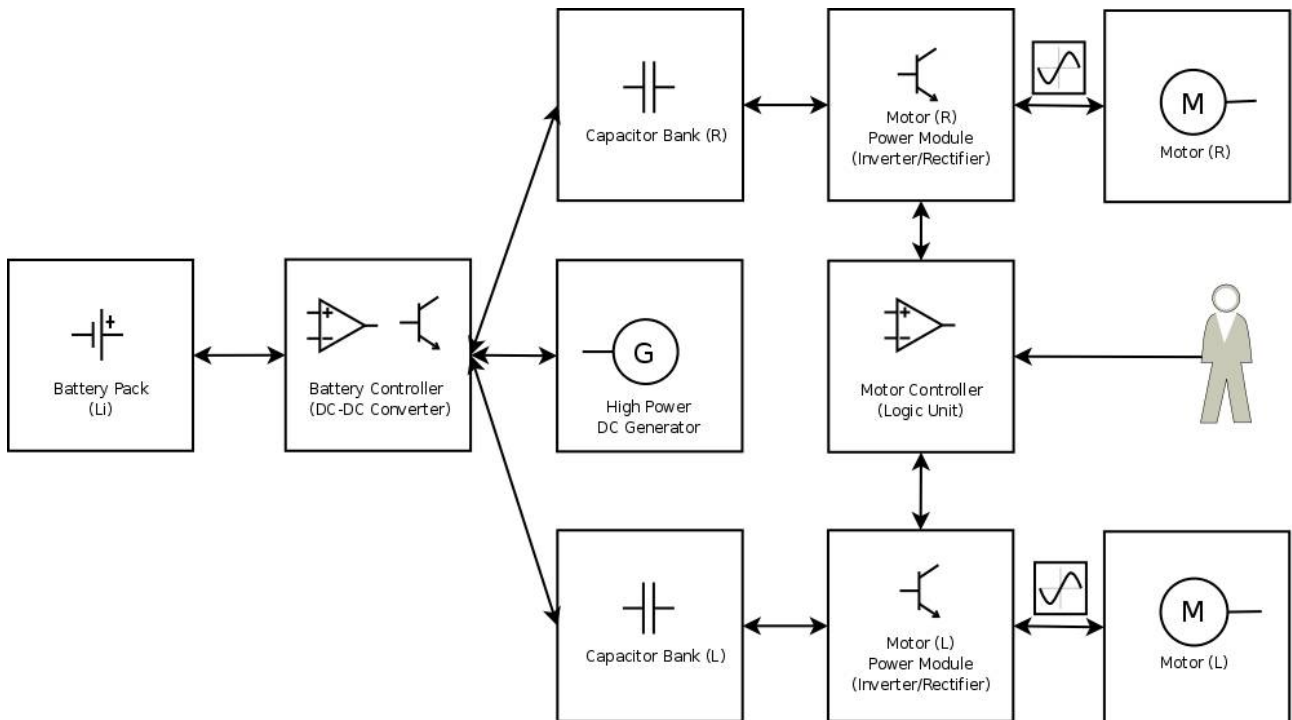 Capacitor Bank (R)
Motor (R)
Power Module
(Inverter/Rectifier)
M
Motor (R)
+
Battery Pack
(Li)
+
−
Battery Controller
(DC-DC Converter)
G
High Power
DC Generator
+
−
Motor Controller
(Logic Unit)
Capacitor Bank (L)
Motor (L)
Power Module
(Inverter/Rectifier)
M
Motor (L)